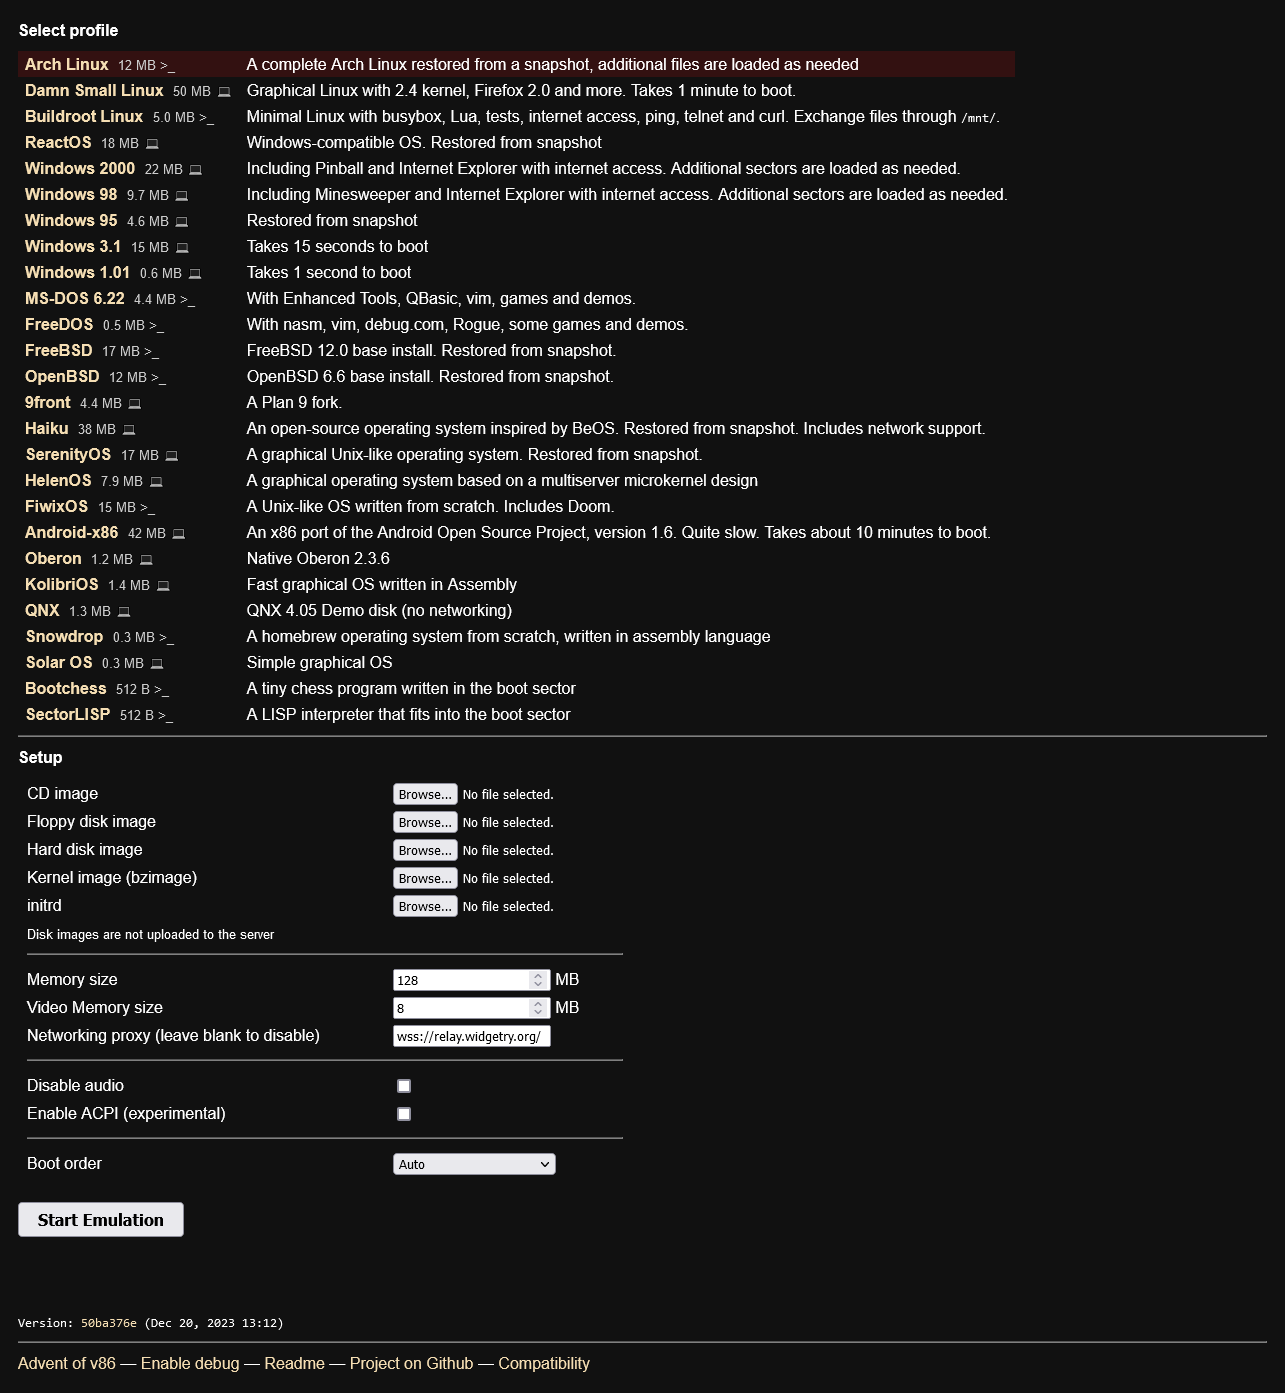 Select profile
Arch Linux 12 MB >_ A complete Arch Linux restored from a snapshot, additional files are loaded as needed
Damn Small Linux 50 MB 💻 Graphical Linux with 2.4 kernel, Firefox 2.0 and more. Takes 1 minute to boot.
Buildroot Linux 5.0 MB >_ Minimal Linux with busybox, Lua, tests, internet access, ping, telnet and curl. Exchange files through /mnt/.
ReactOS 18 MB 💻 Windows-compatible OS. Restored from snapshot
Windows 2000 22 MB 💻 Including Pinball and Internet Explorer with internet access. Additional sectors are loaded as needed.
Windows 98 9.7 MB 💻 Including Minesweeper and Internet Explorer with internet access. Additional sectors are loaded as needed.
Windows 95 4.6 MB 💻 Restored from snapshot
Windows 3.1 15 MB 💻 Takes 15 seconds to boot
Windows 1.01 0.6 MB 💻 Takes 1 second to boot
MS-DOS 6.22 4.4 MB >_ With Enhanced Tools, QBasic, vim, games and demos.
FreeDOS 0.5 MB >_ With nasm, vim, debug.com, Rogue, some games and demos.
FreeBSD 17 MB >_ FreeBSD 12.0 base install. Restored from snapshot.
OpenBSD 12 MB >_ OpenBSD 6.6 base install. Restored from snapshot.
9front 4.4 MB 💻 A Plan 9 fork.
Haiku 38 MB 💻 An open-source operating system inspired by BeOS. Restored from snapshot. Includes network support.
SerenityOS 17 MB 💻 A graphical Unix-like operating system. Restored from snapshot.
HelenOS 7.9 MB 💻 A graphical operating system based on a multiserver microkernel design
FiwixOS 15 MB >_ A Unix-like OS written from scratch. Includes Doom.
Android-x86 42 MB 💻 An x86 port of the Android Open Source Project, version 1.6. Quite slow. Takes about 10 minutes to boot.
Oberon 1.2 MB 💻 Native Oberon 2.3.6
KolibriOS 1.4 MB 💻 Fast graphical OS written in Assembly
QNX 1.3 MB 💻 QNX 4.05 Demo disk (no networking)
Snowdrop 0.3 MB >_ A homebrew operating system from scratch, written in assembly language
Solar OS 0.3 MB 💻 Simple graphical OS
Bootchess 512 B >_ A tiny chess program written in the boot sector
SectorLISP 512 B >_ A LISP interpreter that fits into the boot sector
Setup
CD image Browse... No file selected.
Floppy disk image Browse... No file selected.
Hard disk image Browse... No file selected.
Kernel image (bzimage) Browse... No file selected.
initrd Browse... No file selected.
Disk images are not uploaded to the server
Memory size 128 MB
Video Memory size 8 MB
Networking proxy (leave blank to disable) wss://relay.widgetry.org/
Disable audio
Enable ACPI (experimental)
Boot order Auto
Start Emulation
Version: 50ba376e (Dec 20, 2023 13:12)
Advent of v86 — Enable debug — Readme — Project on Github — Compatibility